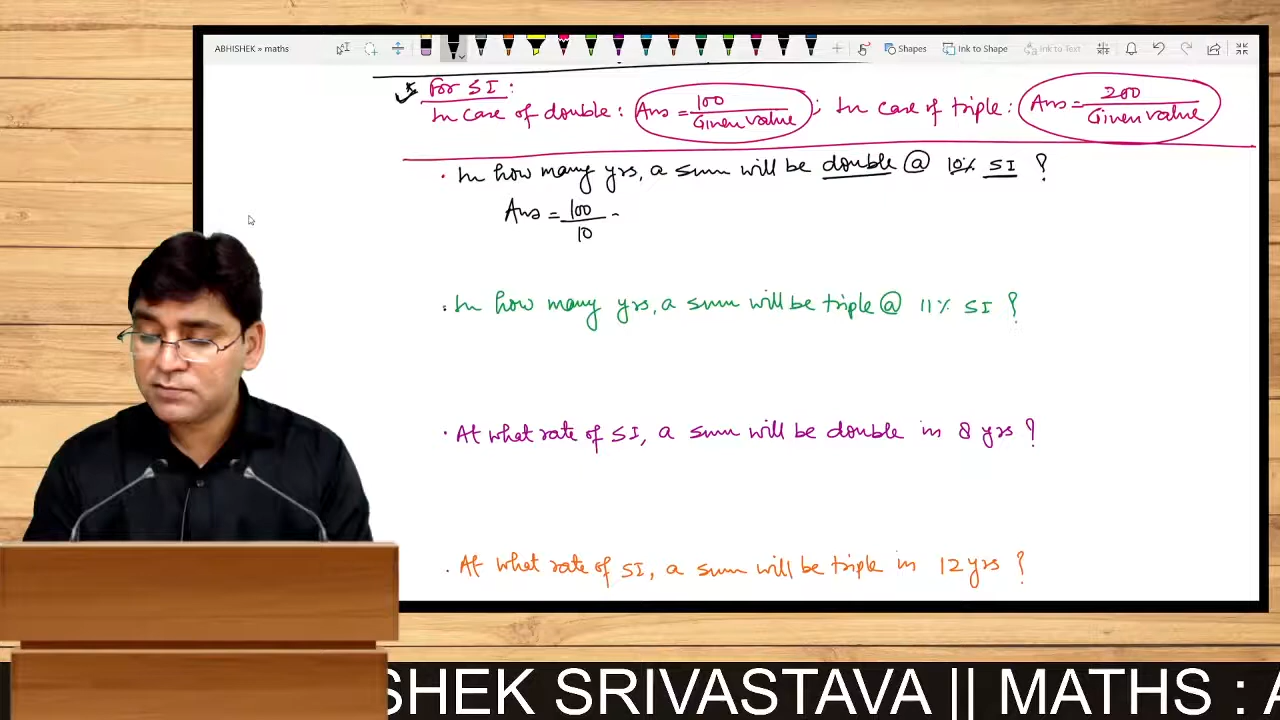 ABHISHEK » maths
Shapes
Ink to Shape
Ink to Text
For SI :
In case of double : Ans = 100/Given value ; In case of triple : Ans = 200/Given value
· In how many yrs, a sum will be double @ 10% SI ?
Ans = 100/10 -
· In how many yrs, a sum will be triple @ 11% SI ?
· At what rate of SI, a sum will be double in 8 yrs ?
· At what rate of SI, a sum will be triple in 12 yrs ?
SHEK SRIVASTAVA || MATHS : A